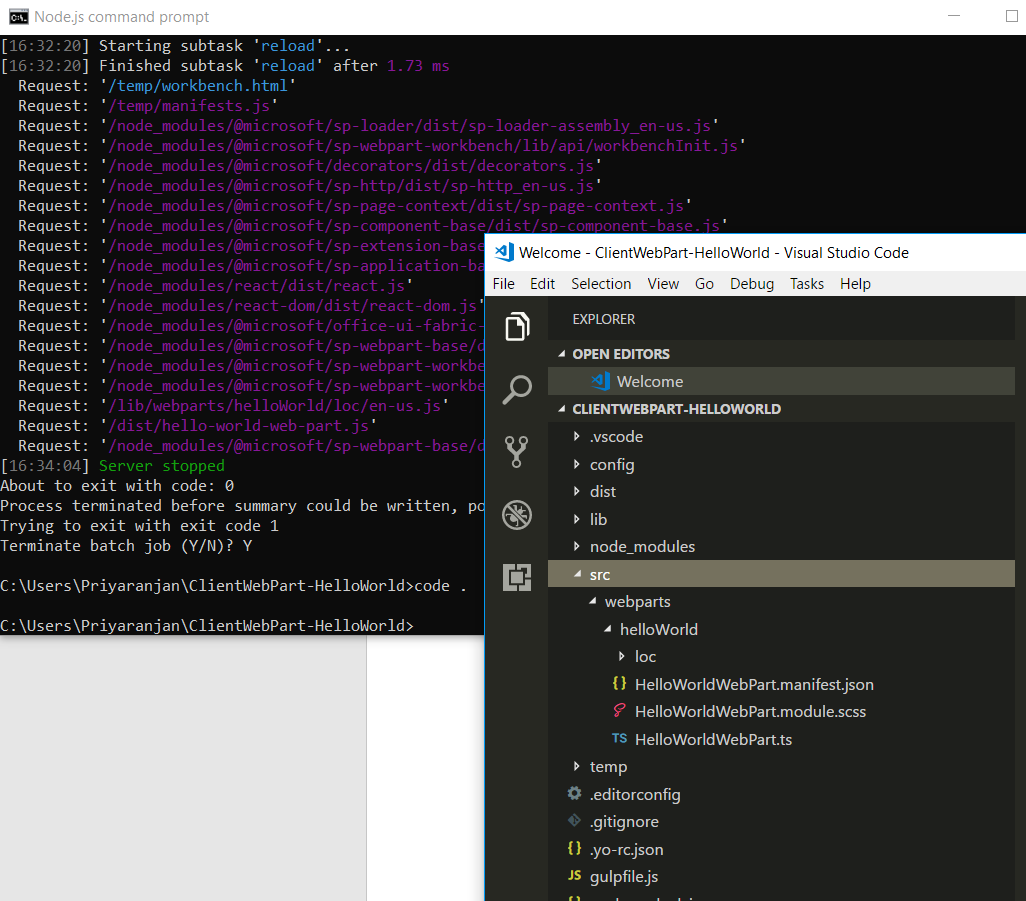 Node.js command prompt
[16:32:20] Starting subtask 'reload'...
[16:32:20] Finished subtask 'reload' after 1.73 ms
Request: '/temp/workbench.html'
Request: '/temp/manifests.js'
Request: '/node_modules/@microsoft/sp-loader/dist/sp-loader-assembly_en-us.js'
Request: '/node_modules/@microsoft/sp-webpart-workbench/lib/api/workbenchInit.js'
Request: '/node_modules/@microsoft/decorators/dist/decorators.js'
Request: '/node_modules/@microsoft/sp-http/dist/sp-http_en-us.js'
Request: '/node_modules/@microsoft/sp-page-context/dist/sp-page-context.js'
Request: '/node_modules/@microsoft/sp-component-base/dist/sp-component-base.js'
Request: '/node_modules/@microsoft/sp-extension-base
Request: '/node_modules/@microsoft/sp-application-ba
Request: '/node_modules/react/dist/react.js'
Request: '/node_modules/react-dom/dist/react-dom.js'
Request: '/node_modules/@microsoft/office-ui-fabric-
Request: '/node_modules/@microsoft/sp-webpart-base/d
Request: '/node_modules/@microsoft/sp-webpart-workbe
Request: '/node_modules/@microsoft/sp-webpart-workbe
Request: '/lib/webparts/helloWorld/loc/en-us.js'
Request: '/dist/hello-world-web-part.js'
Request: '/node_modules/@microsoft/sp-webpart-base/d
[16:34:04] Server stopped
About to exit with code: 0
Process terminated before summary could be written, po
Trying to exit with exit code 1
Terminate batch job (Y/N)? Y
C:\Users\Priyaranjan\ClientWebPart-HelloWorld>code .
C:\Users\Priyaranjan\ClientWebPart-HelloWorld>
Welcome - ClientWebPart-HelloWorld - Visual Studio Code
File Edit Selection View Go Debug Tasks Help
EXPLORER
OPEN EDITORS
Welcome
CLIENTWEBPART-HELLOWORLD
.vscode
config
dist
lib
node_modules
src
webparts
helloWorld
loc
{} HelloWorldWebPart.manifest.json
HelloWorldWebPart.module.scss
TS HelloWorldWebPart.ts
temp
.editorconfig
.gitignore
{} .yo-rc.json
JS gulpfile.js